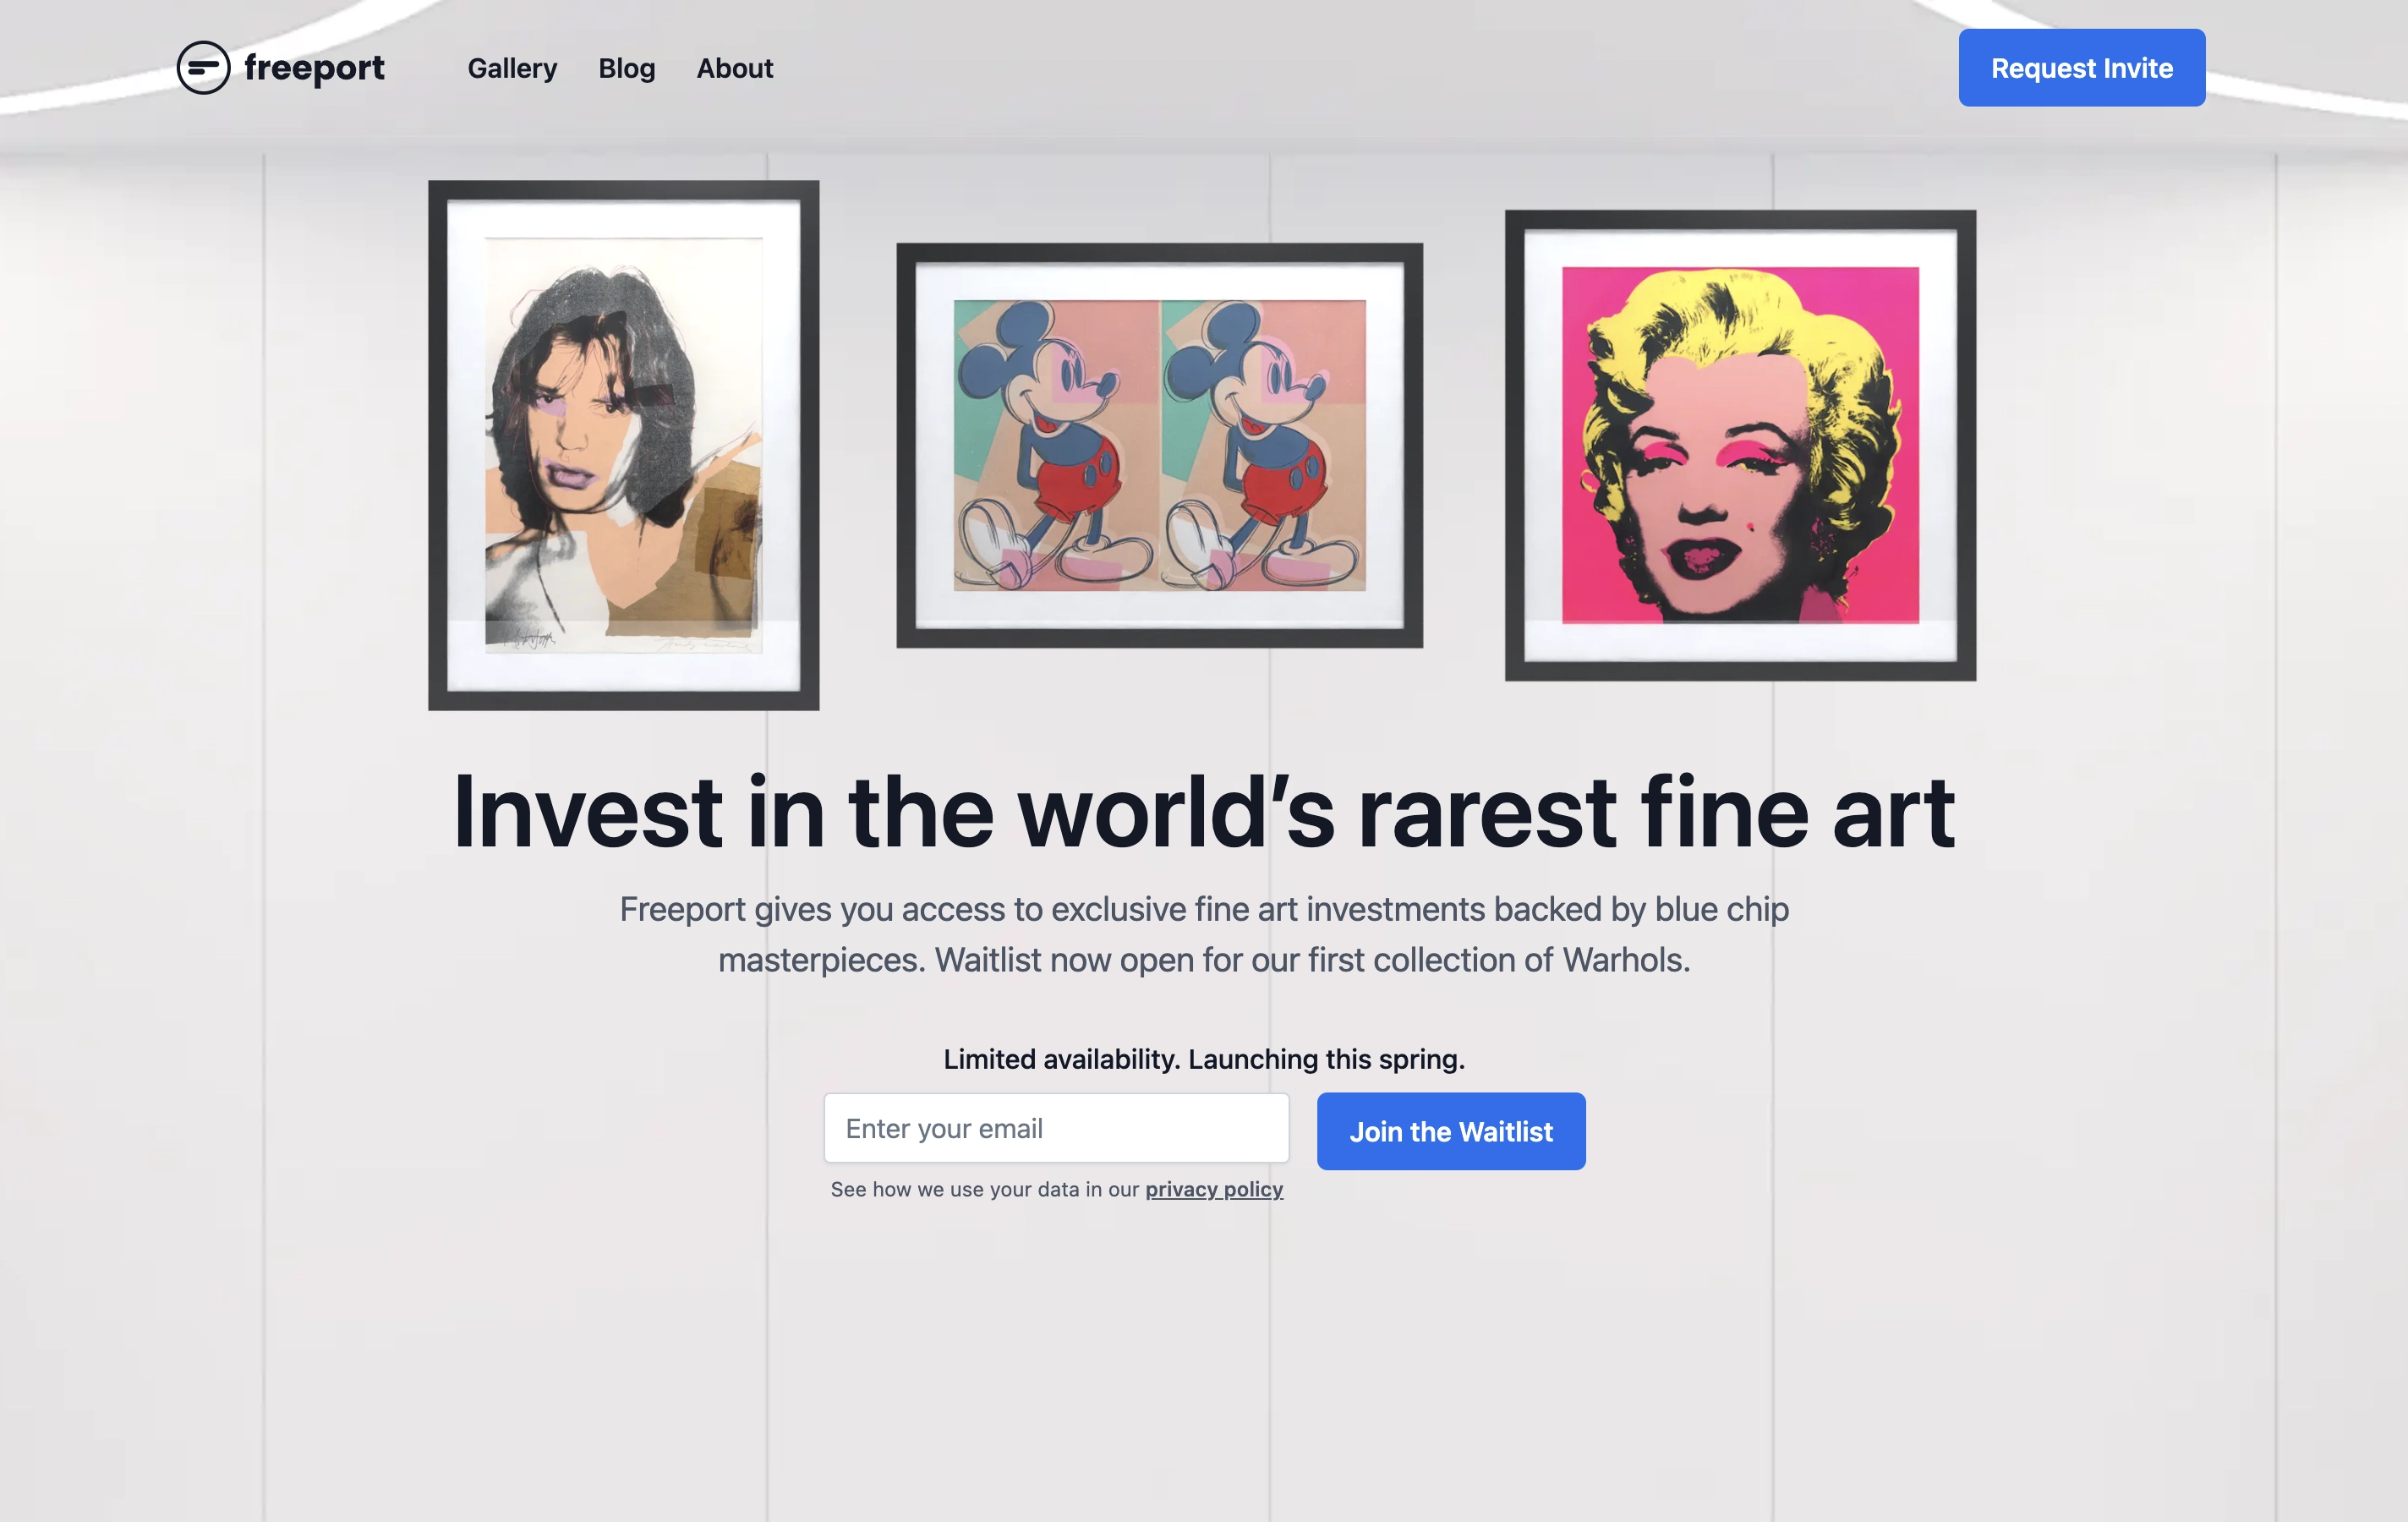 freeport
Gallery
Blog
About
Request Invite
Invest in the world’s rarest fine art
Freeport gives you access to exclusive fine art investments backed by blue chip
masterpieces. Waitlist now open for our first collection of Warhols.
Limited availability. Launching this spring.
Enter your email
Join the Waitlist
See how we use your data in our privacy policy